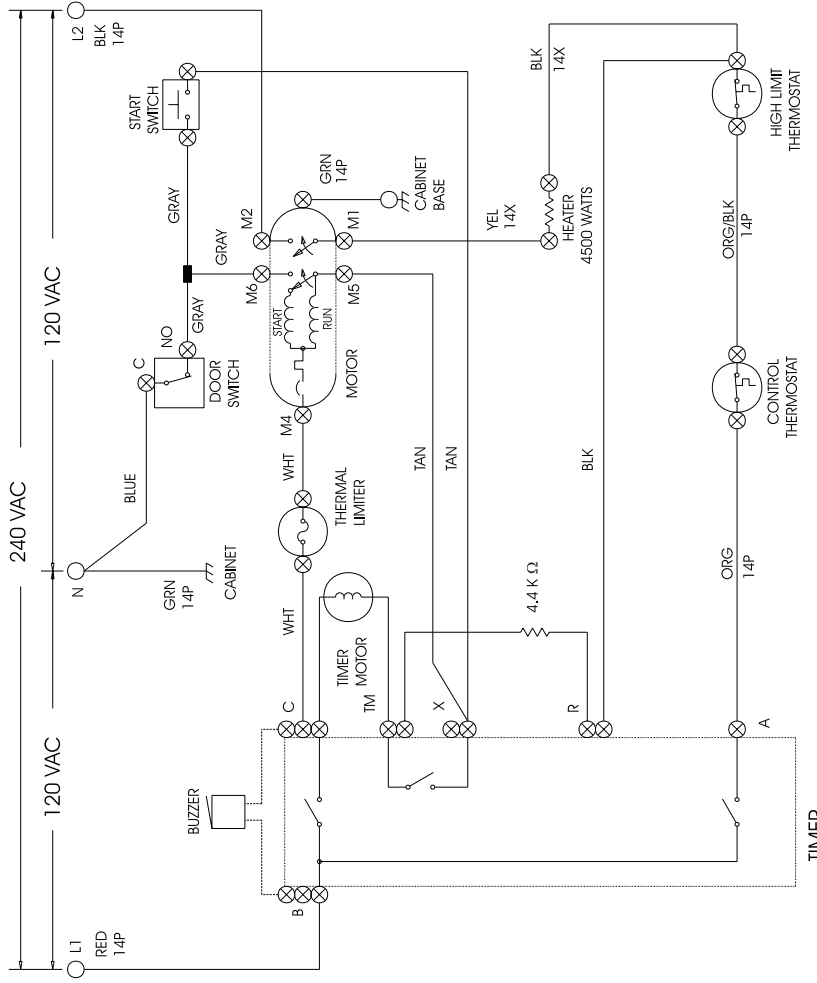 240 VAC
120 VAC
120 VAC
L1
RED
14P
N
GRN
14P
CABINET
BLUE
L2
BLK
14P
C
NO
DOOR
SWITCH
GRAY
GRAY
START
SWITCH
GRAY
BUZZER
B
C
WHT
THERMAL
LIMITER
WHT
M4
MOTOR
START
RUN
M6
M2
M5
M1
GRN
14P
CABINET
BASE
TIMER
MOTOR
TM
X
TAN
TAN
YEL
14X
R
4.4 K Ω
BLK
HEATER
4500 WATTS
BLK
14X
A
ORG
14P
CONTROL
THERMOSTAT
ORG/BLK
14P
HIGH LIMIT
THERMOSTAT
TIMER